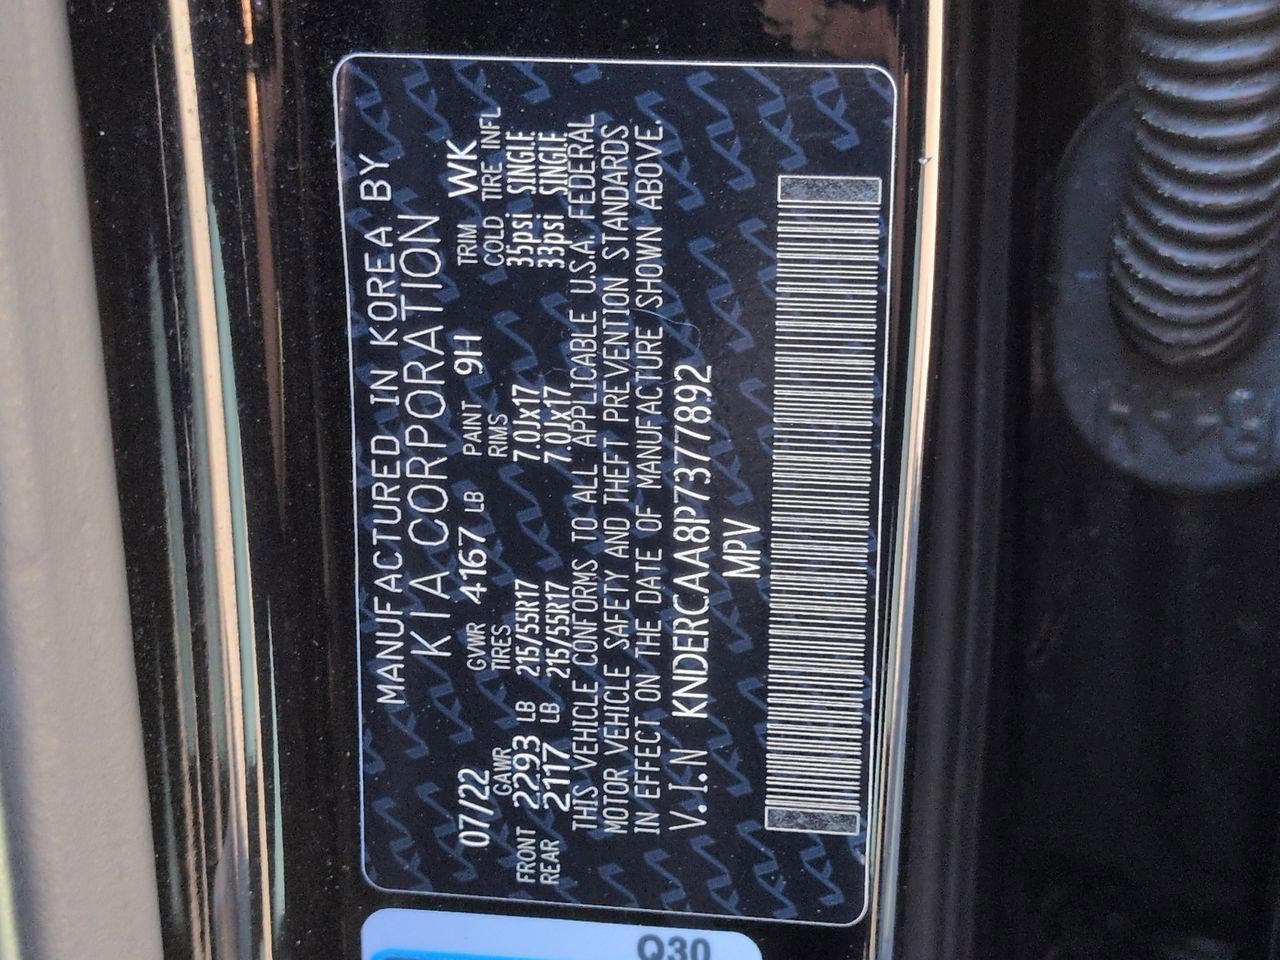 MANUFACTURED IN KOREA BY
KIA CORPORATION
07/22 GVWR 4167 LB PAINT 9H TRIM WK
GAWR TIRES RIMS COLD TIRE INFL
FRONT 2293 LB 215/55R17 7.0Jx17 35psi SINGLE
REAR 2117 LB 215/55R17 7.0Jx17 33psi SINGLE
THIS VEHICLE CONFORMS TO ALL APPLICABLE U.S.A. FEDERAL
MOTOR VEHICLE SAFETY AND THEFT PREVENTION STANDARDS
IN EFFECT ON THE DATE OF MANUFACTURE SHOWN ABOVE.
V.I.N KNDERCAA8P7377892
MPV
Q30